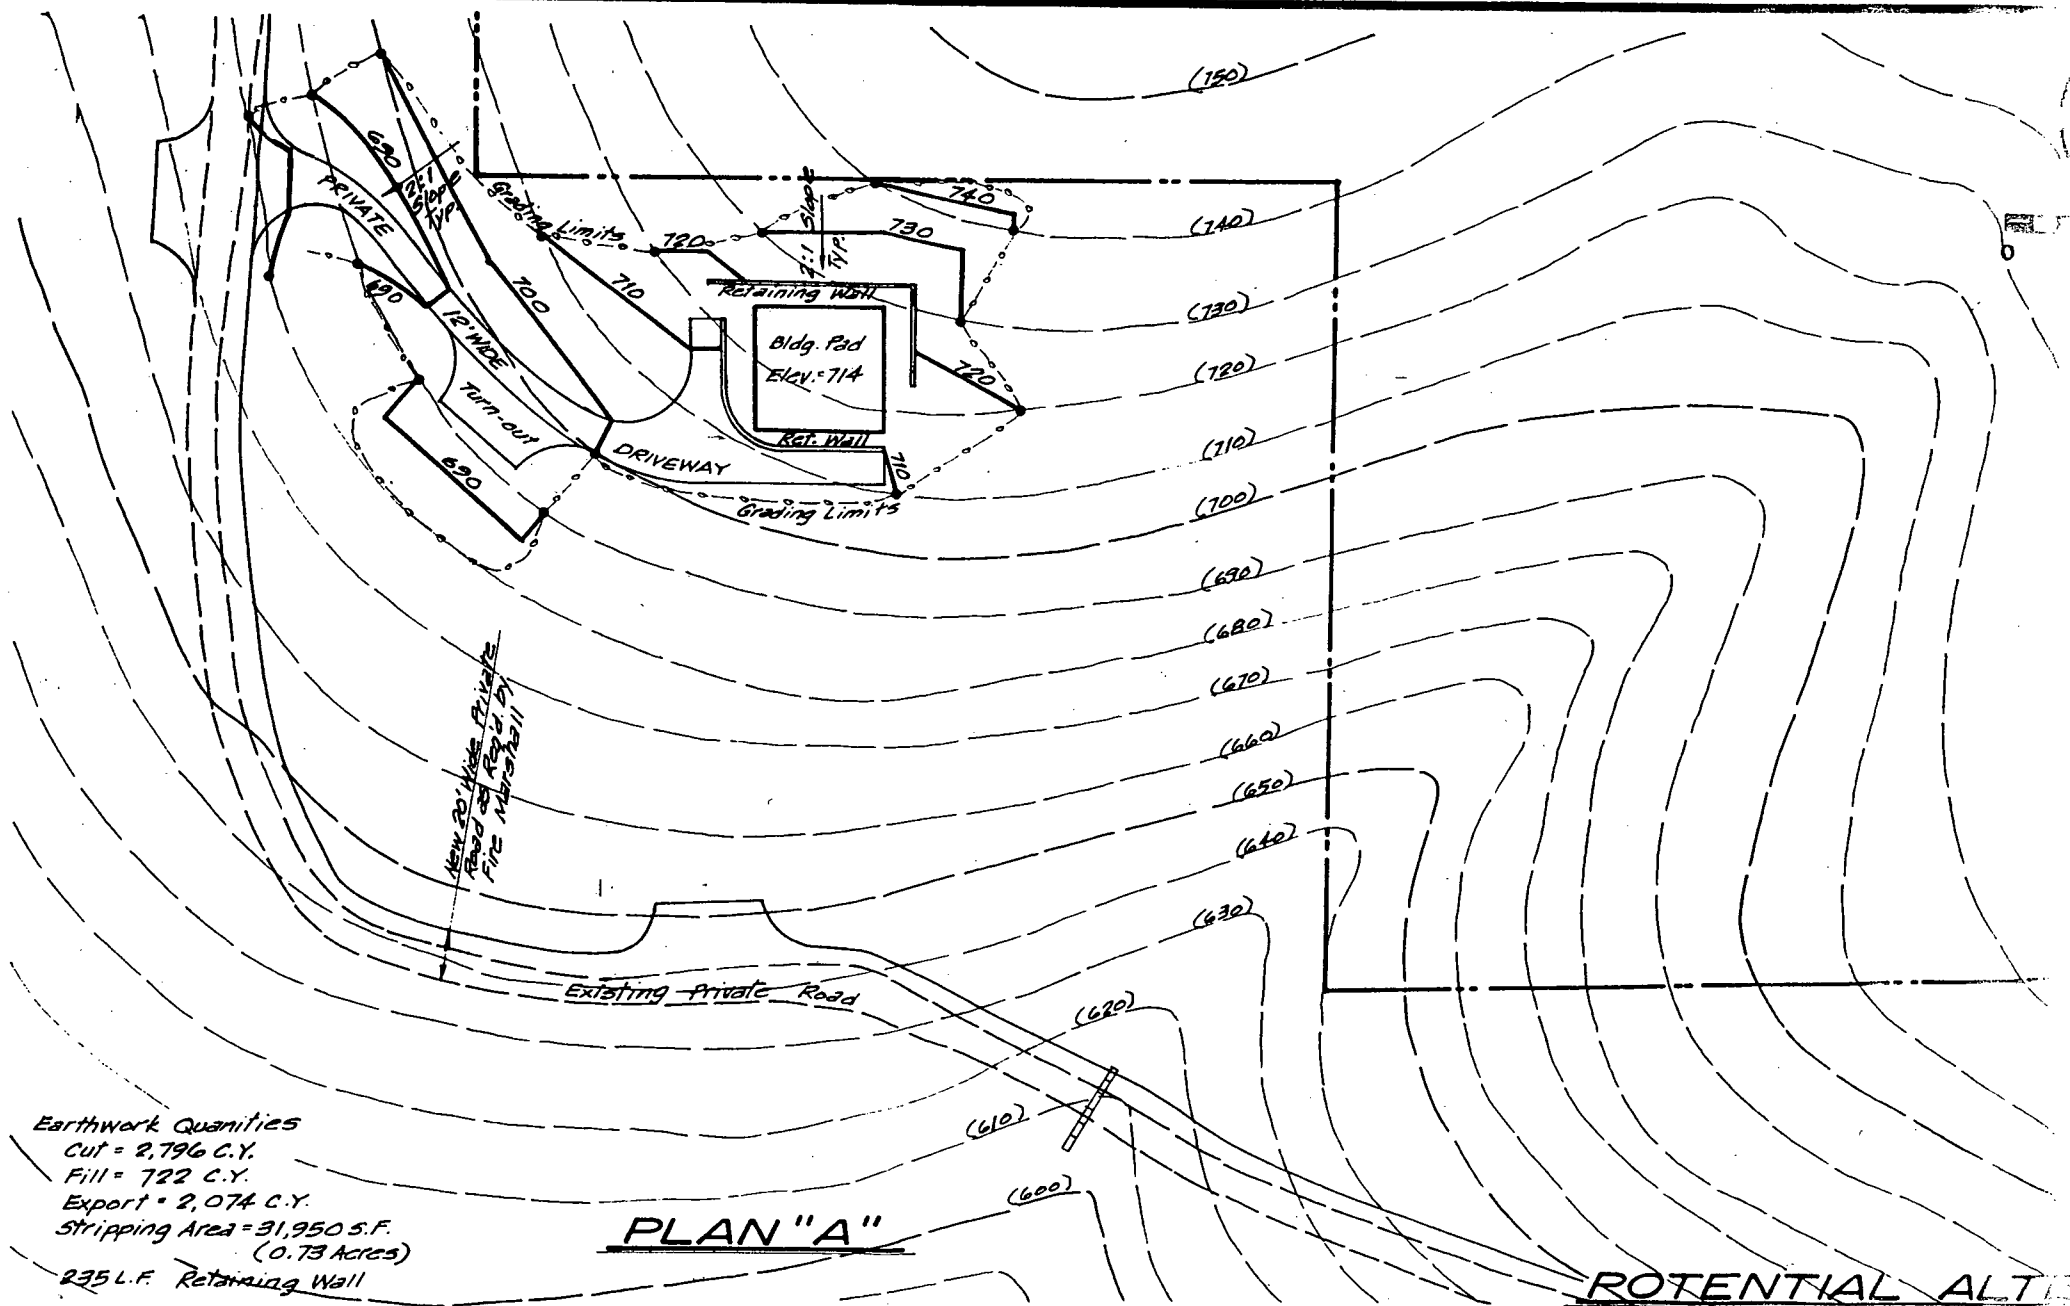 (750)
690
PRIVATE
2:1
Slope
Typ.
Grading Limits
720
2:1 Slope
Typ.
740
730
(740)
710
Retaining Wall
700
690
12' WIDE
Bldg. Pad
Elev.=714
(730)
720
(720)
Turn-out
Ret. Wall
DRIVEWAY
710
(710)
690
Grading Limits
(700)
(690)
(680)
(670)
(660)
(650)
(640)
(630)
New 20' Wide Private
Road as Req'd. by
Fire Marshall
Existing Private Road
(620)
(610)
(600)
Earthwork Quanities
Cut = 2,796 C.Y.
Fill = 722 C.Y.
Export = 2,074 C.Y.
Stripping Area = 31,950 S.F.
(0.73 Acres)
235 L.F. Retaining Wall
PLAN "A"
POTENTIAL ALT